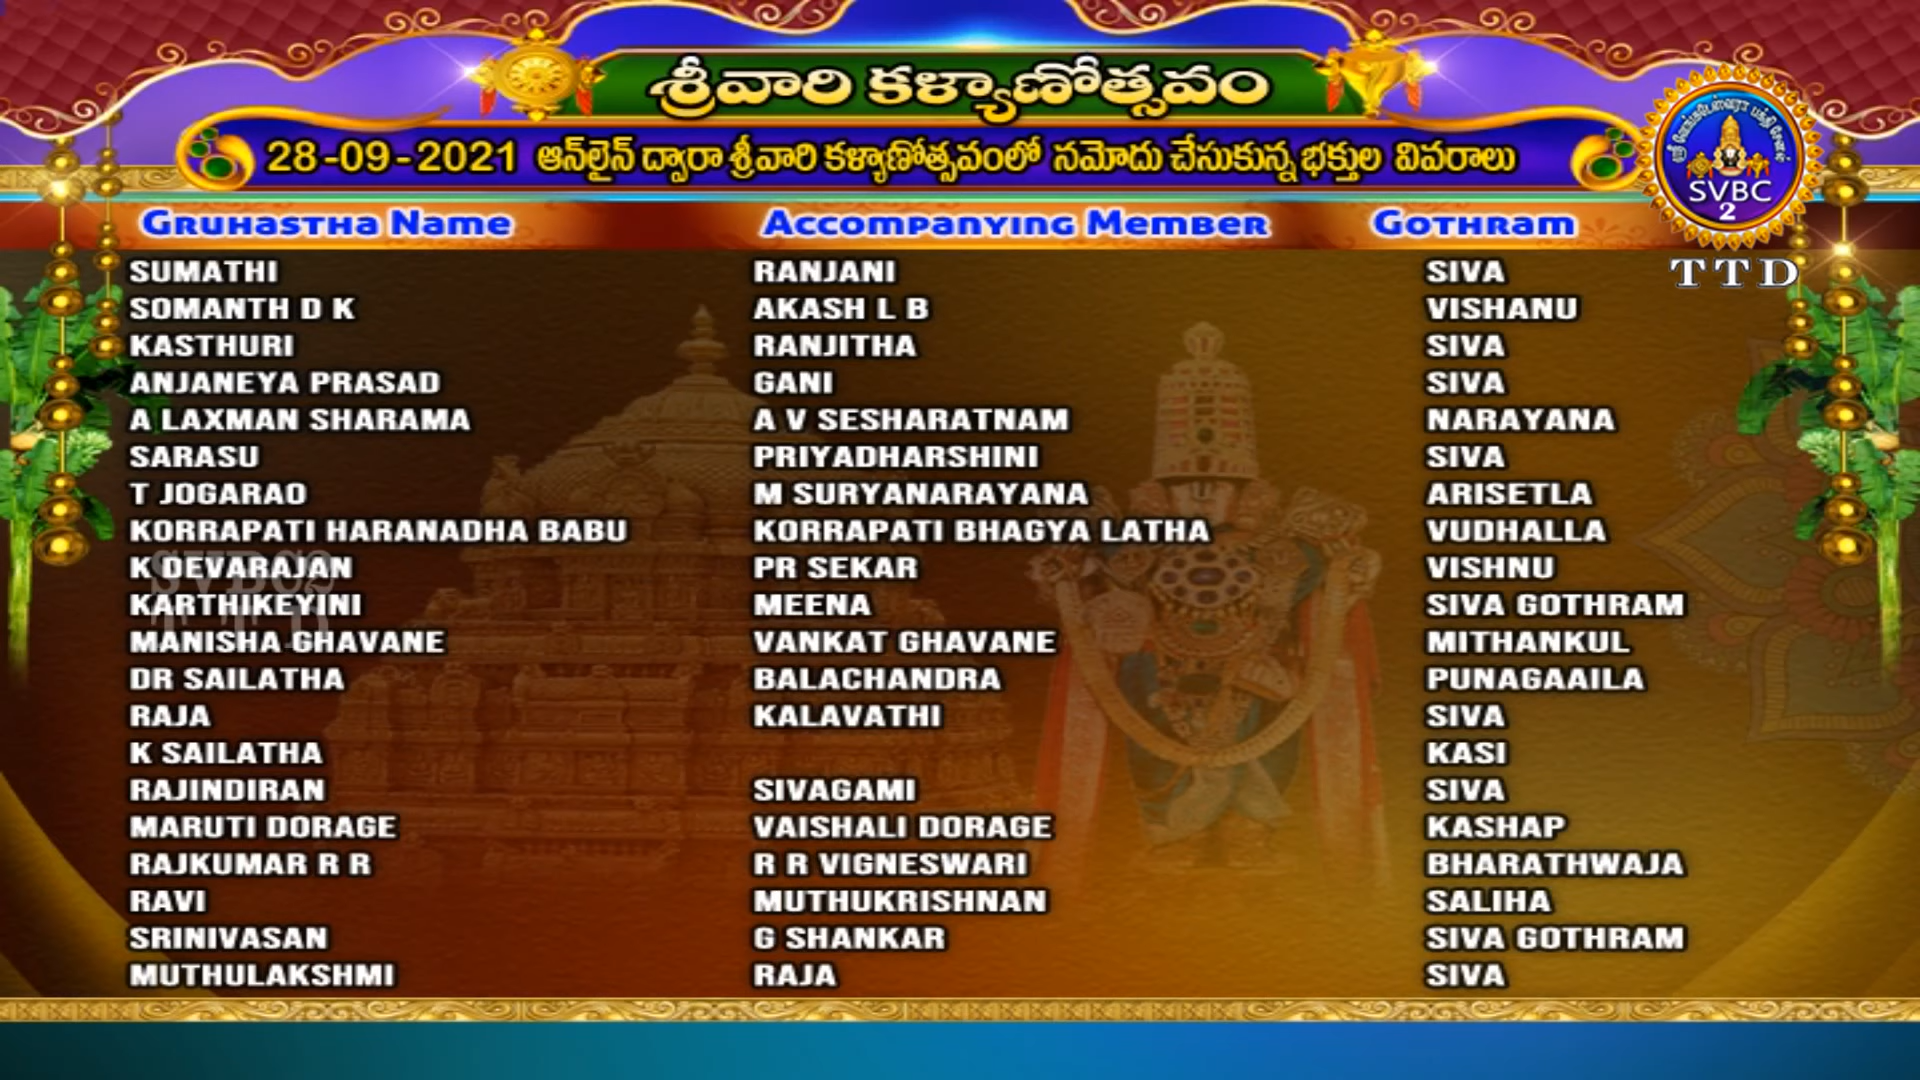 శ్రీవారి కళ్యాణోత్సవం
28-09-2021 ఆన్‌లైన్ ద్వారా శ్రీవారి కళ్యాణోత్సవంలో నమోదు చేసుకున్న భక్తుల వివరాలు
SVBC
2
TTD
Gruhastha Name Accompanying Member Gothram
SUMATHI RANJANI SIVA
SOMANTH D K AKASH L B VISHANU
KASTHURI RANJITHA SIVA
ANJANEYA PRASAD GANI SIVA
A LAXMAN SHARAMA A V SESHARATNAM NARAYANA
SARASU PRIYADHARSHINI SIVA
T JOGARAO M SURYANARAYANA ARISETLA
KORRAPATI HARANADHA BABU KORRAPATI BHAGYA LATHA VUDHALLA
K DEVARAJAN PR SEKAR VISHNU
KARTHIKEYINI MEENA SIVA GOTHRAM
MANISHA GHAVANE VANKAT GHAVANE MITHANKUL
DR SAILATHA BALACHANDRA PUNAGAAILA
RAJA KALAVATHI SIVA
K SAILATHA KASI
RAJINDIRAN SIVAGAMI SIVA
MARUTI DORAGE VAISHALI DORAGE KASHAP
RAJKUMAR R R R R VIGNESWARI BHARATHWAJA
RAVI MUTHUKRISHNAN SALIHA
SRINIVASAN G SHANKAR SIVA GOTHRAM
MUTHULAKSHMI RAJA SIVA